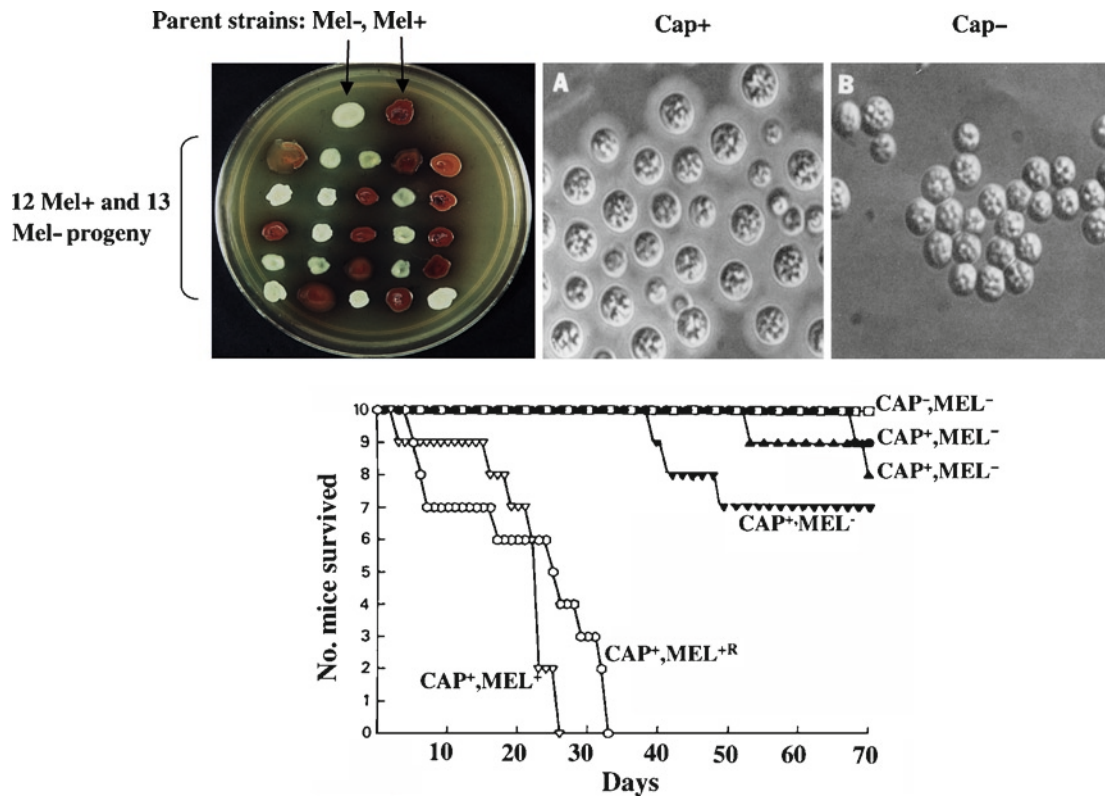 Parent strains: Mel-, Mel+
Cap+
Cap–
A
B
12 Mel+ and 13
Mel- progeny
No. mice survived
10
9
8
7
6
5
4
3
2
1
0
10
20
30
40
50
60
70
Days
CAP⁻,MEL⁻
CAP⁺,MEL⁻
CAP⁺,MEL⁻
CAP⁺,MEL⁻
CAP⁺,MEL⁺ᴿ
CAP⁺,MEL⁺